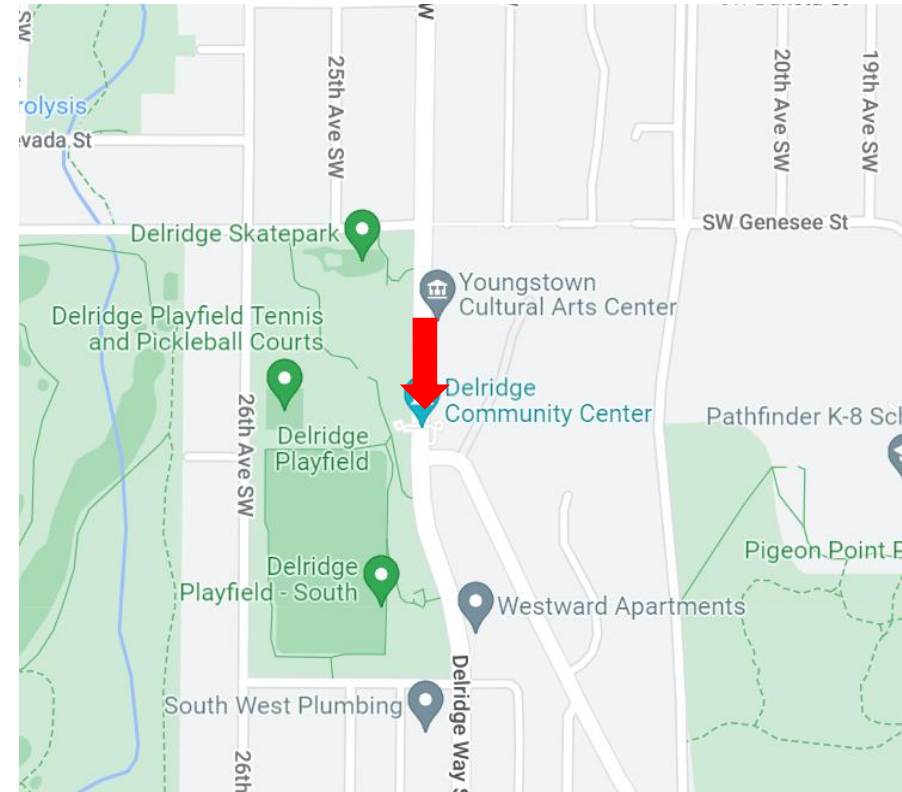 SW
W
25th Ave SW
20th Ave SW
19th Ave SW
rolysis
evada St
SW Genesee St
Delridge Skatepark
Youngstown
Cultural Arts Center
Delridge Playfield Tennis
and Pickleball Courts
Delridge
Community Center
26th Ave SW
Delridge
Playfield
Pathfinder K-8 Sch
Delridge
Playfield - South
Pigeon Point P
Westward Apartments
South West Plumbing
Delridge Way S
26th